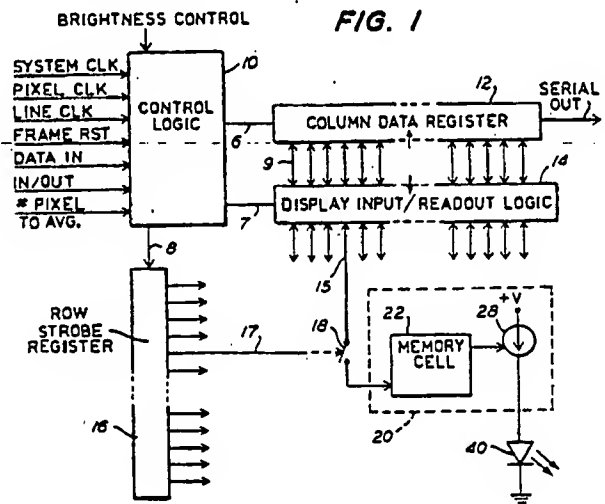 BRIGHTNESS CONTROL
FIG. 1
SYSTEM CLK
PIXEL CLK
LINE CLK
FRAME RST
DATA IN
IN/OUT
# PIXEL
TO AVG.
10
CONTROL
LOGIC
6
12
COLUMN DATA REGISTER
SERIAL
OUT
9
14
7
DISPLAY INPUT/READOUT LOGIC
8
15
ROW
STROBE
REGISTER
17
18
16
22
MEMORY
CELL
+V
28
20
40